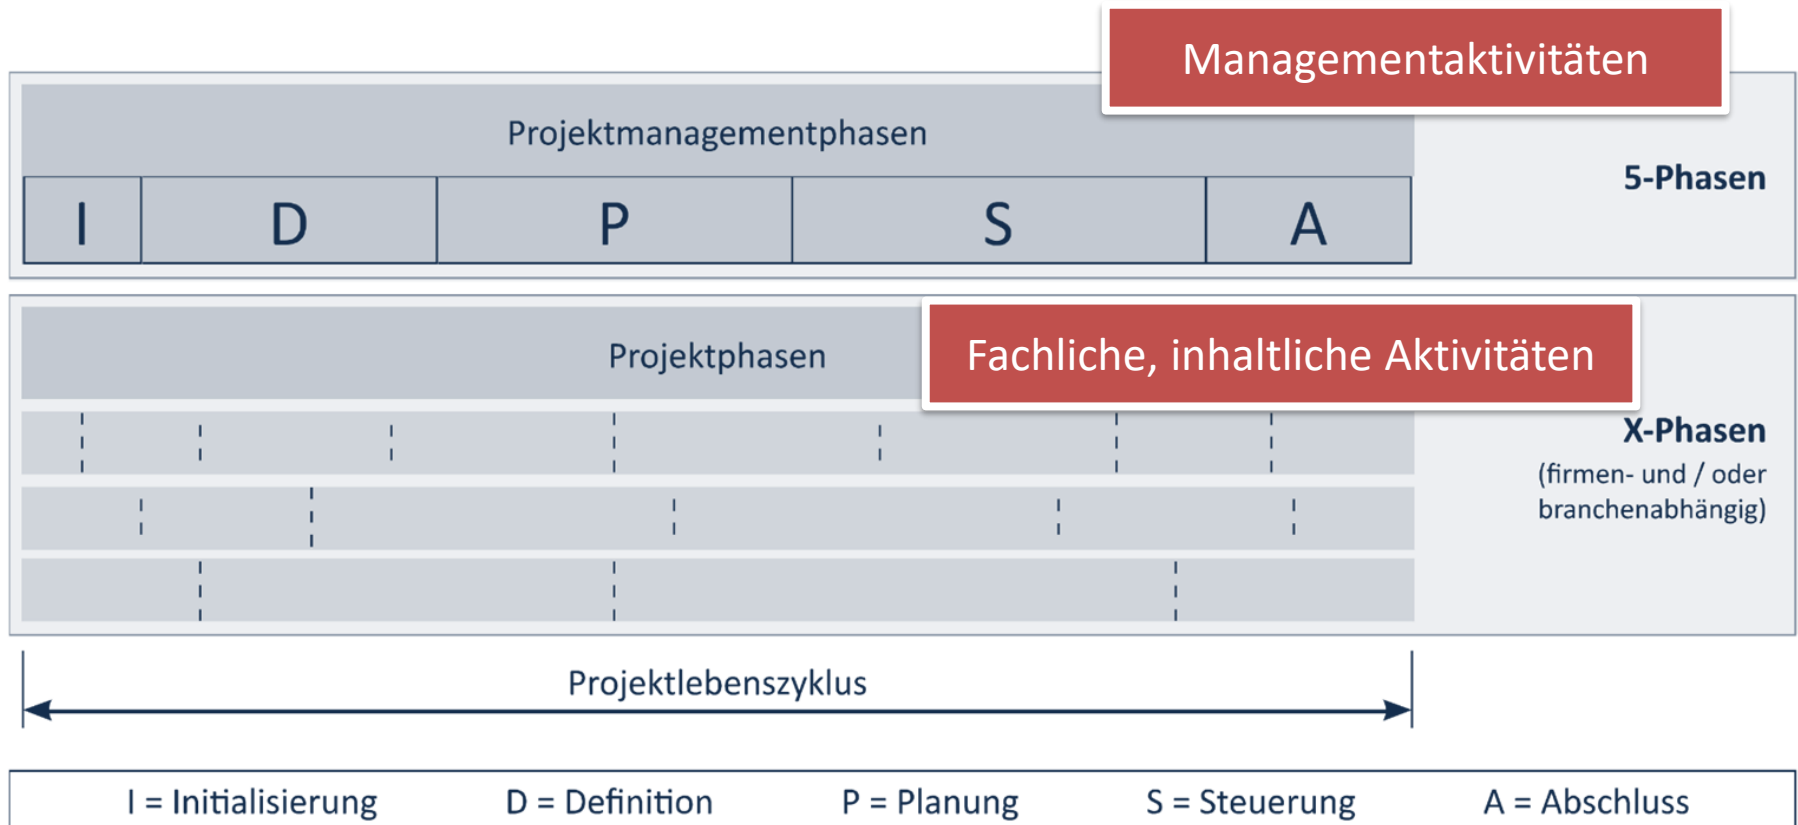 Managementaktivitäten
Projektmanagementphasen
5-Phasen
I D P S A
Projektphasen
Fachliche, inhaltliche Aktivitäten
X-Phasen
(firmen- und / oder
branchenabhängig)
Projektlebenszyklus
I = Initialisierung D = Definition P = Planung S = Steuerung A = Abschluss